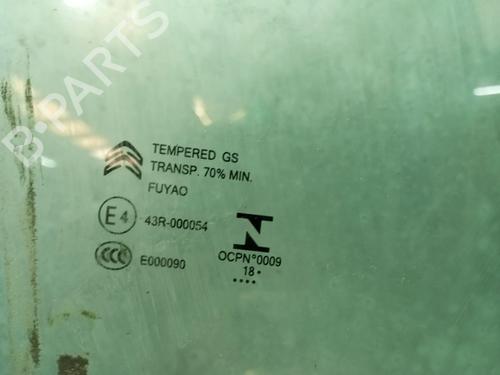 B-PARTS
TEMPERED GS
TRANSP. 70% MIN.
FUYAO
E4 43R-000054
CCC E000090
N
OCPN°0009
18•
••••